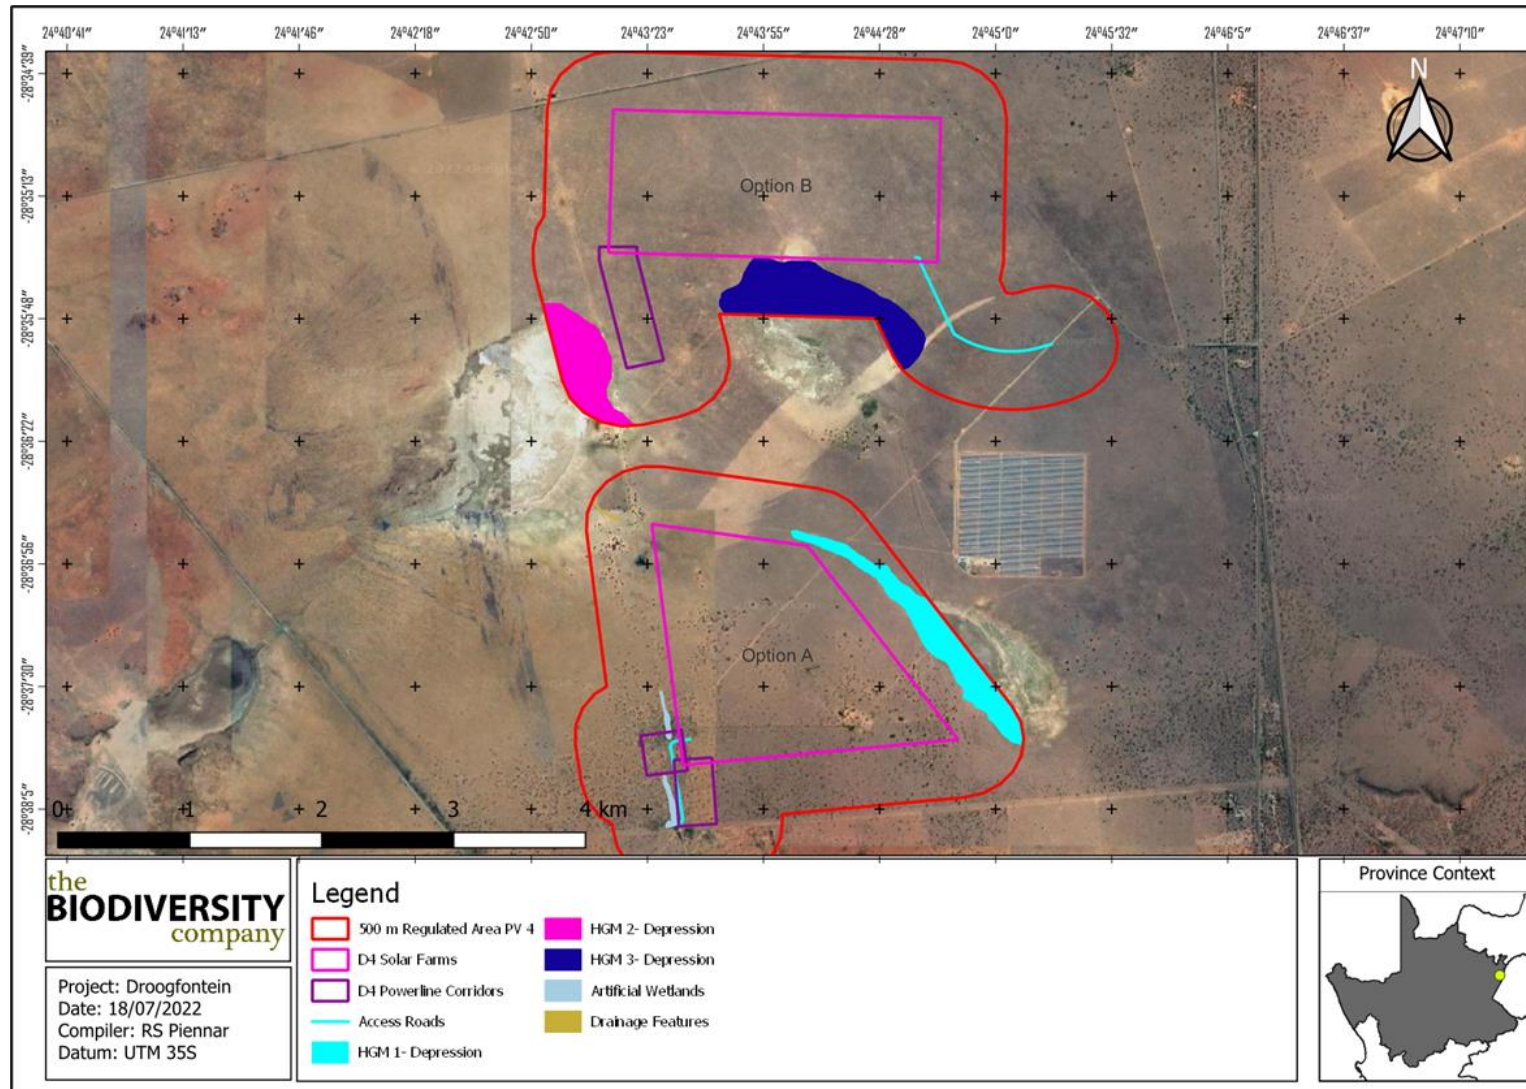 24°40'41" 24°41'13" 24°41'46" 24°42'18" 24°42'50" 24°43'23" 24°43'55" 24°44'28" 24°45'0" 24°45'32" 24°46'5" 24°46'37" 24°47'10"
-28°34'39"
N
-28°35'13"
Option B
-28°35'48"
-28°36'22"
-28°36'56"
Option A
-28°37'30"
-28°38'5"
0 1 2 3 4 km
the
BIODIVERSITY
company
Project: Droogfontein
Date: 18/07/2022
Compiler: RS Piennar
Datum: UTM 35S
Legend
500 m Regulated Area PV 4
D4 Solar Farms
D4 Powerline Corridors
Access Roads
HGM 1- Depression
HGM 2- Depression
HGM 3- Depression
Artificial Wetlands
Drainage Features
Province Context